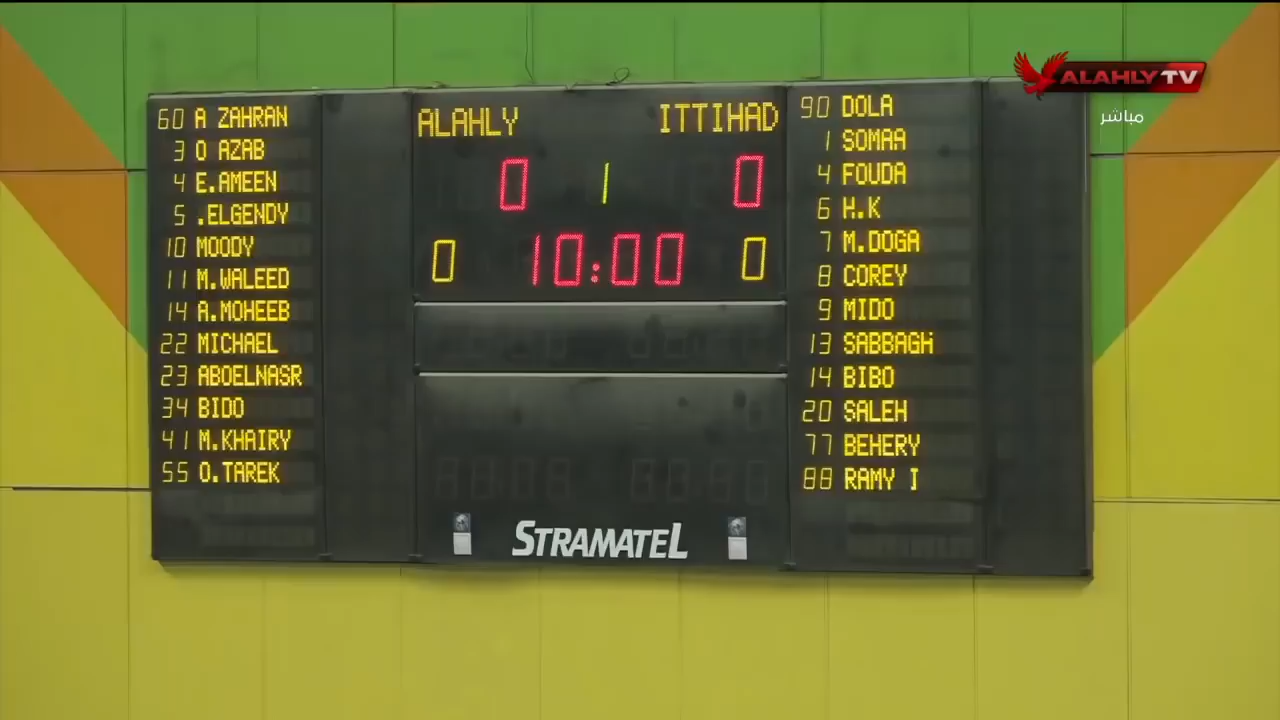 ALAHLY TV
مباشر
ALAHLY ITTIHAD
0 1 0
0 10:00 0
60 A ZAHRAN
3 O AZAB
4 E.AMEEN
5 .ELGENDY
10 MOODY
11 M.WALEED
14 A.MOHEEB
22 MICHAEL
23 ABOELNASR
34 BIDO
41 M.KHAIRY
55 O.TAREK
90 DOLA
1 SOMAA
4 FOUDA
6 H.K
7 M.DOGA
8 COREY
9 MIDO
13 SABBAGH
14 BIBO
20 SALEH
77 BEHERY
88 RAMY I
STRAMATEL